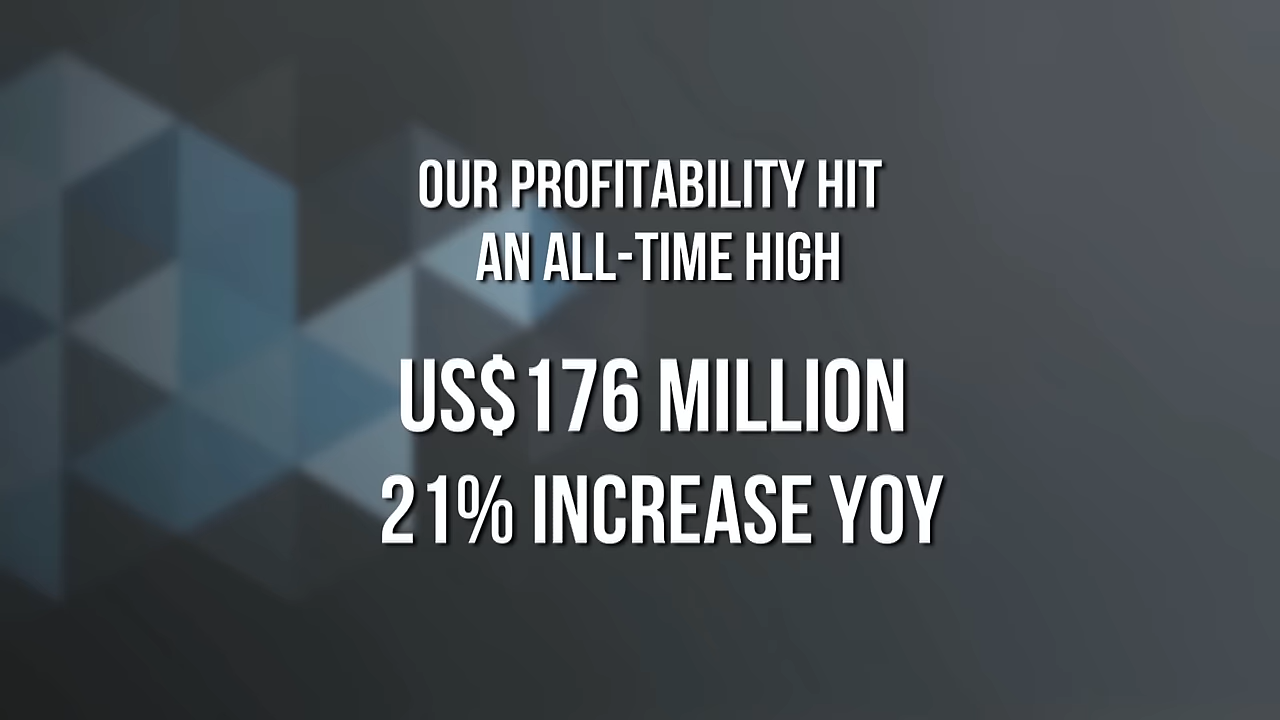 OUR PROFITABILITY HIT
AN ALL-TIME HIGH
US$176 MILLION
21% INCREASE YOY